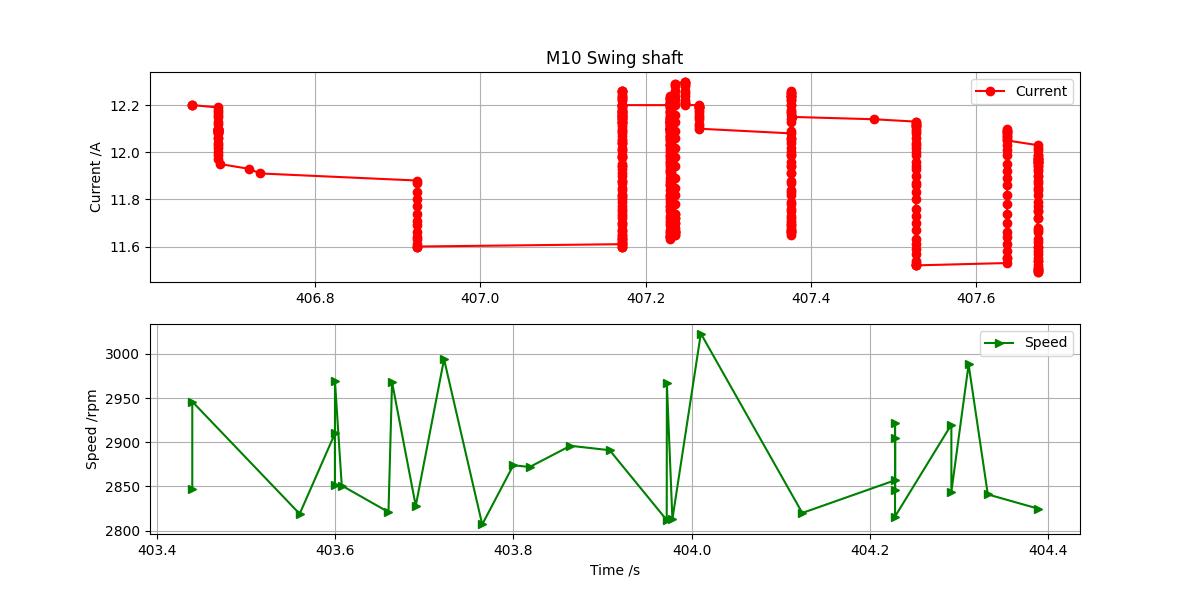 M10 Swing shaft
Current /A
12.2
12.0
11.8
11.6
Current
406.8 407.0 407.2 407.4 407.6
Speed /rpm
3000
2950
2900
2850
2800
Speed
403.4 403.6 403.8 404.0 404.2 404.4
Time /s